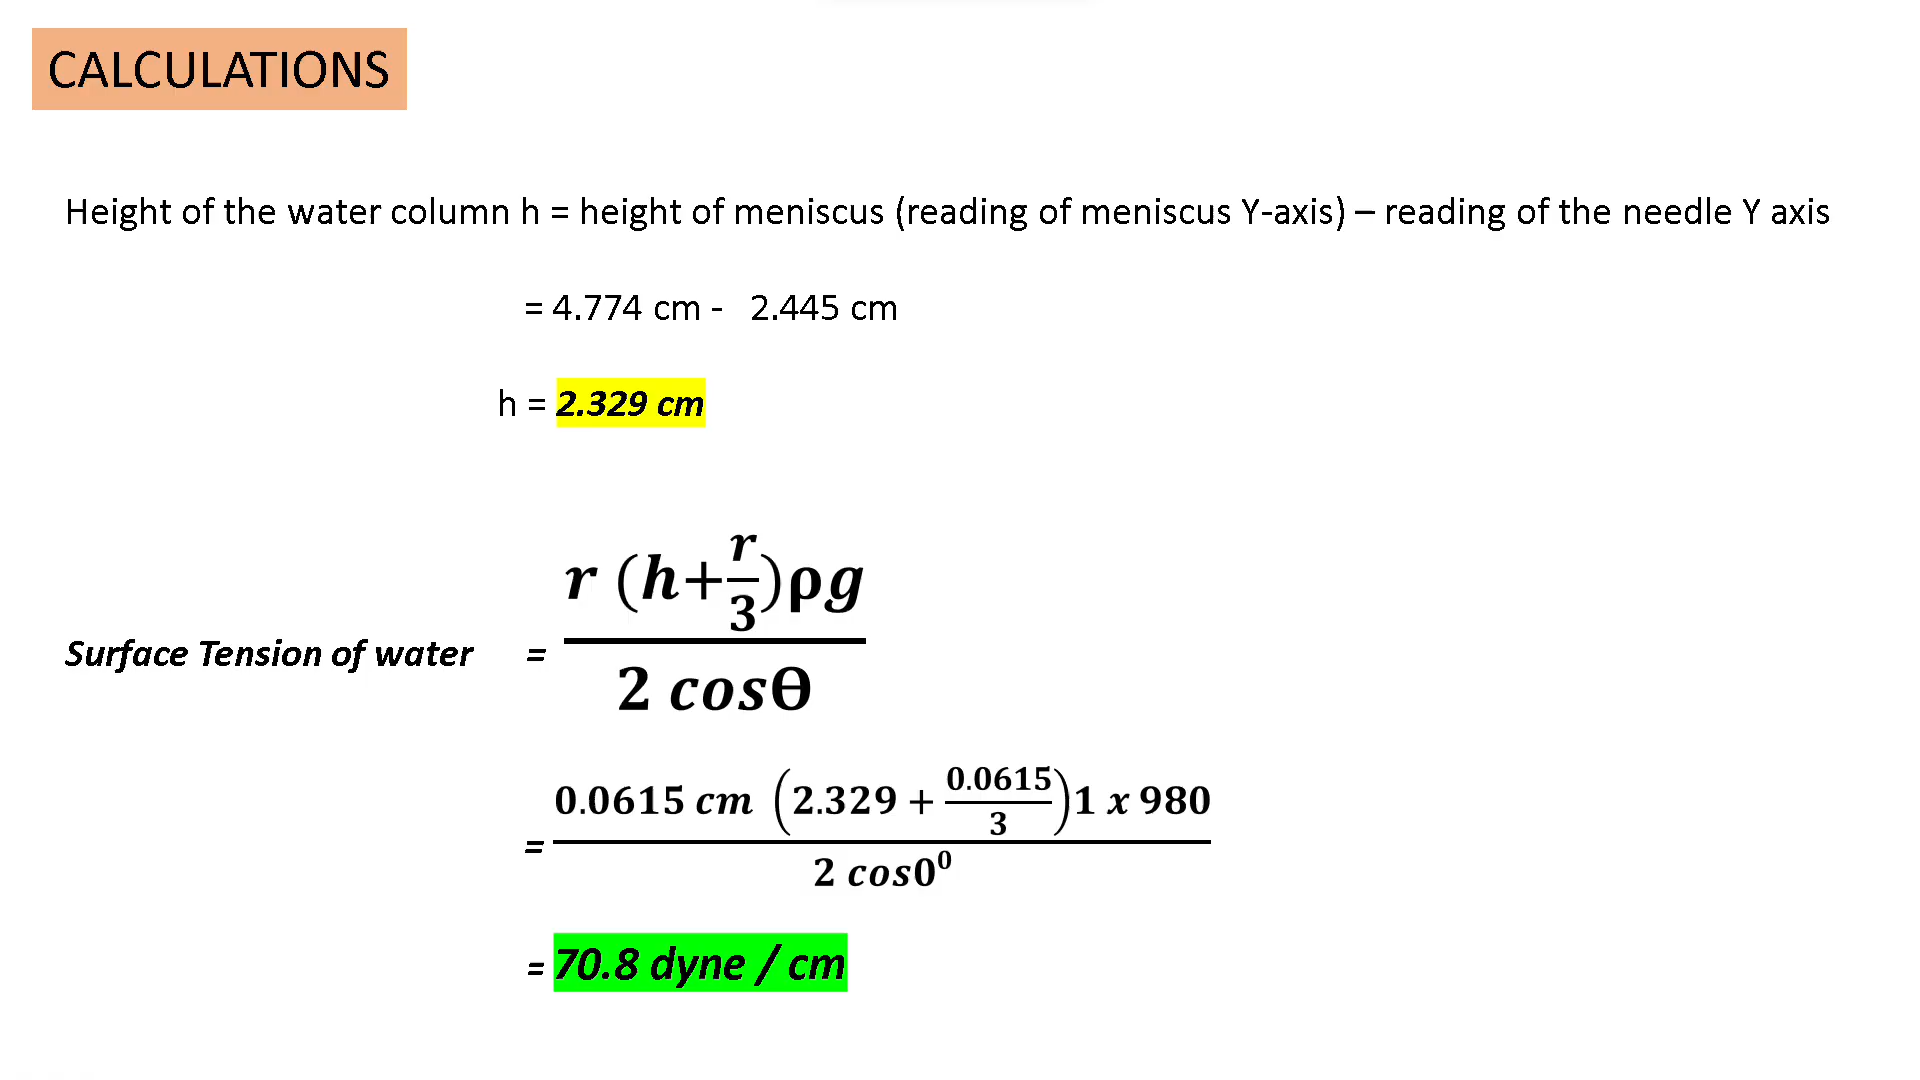 CALCULATIONS
Height of the water column h = height of meniscus (reading of meniscus Y-axis) – reading of the needle Y axis
= 4.774 cm - 2.445 cm
h = 2.329 cm
Surface Tension of water = r (h+r/3)ρg / 2 cosθ
= 0.0615 cm (2.329 + 0.0615/3)1 x 980 / 2 cos0⁰
= 70.8 dyne / cm